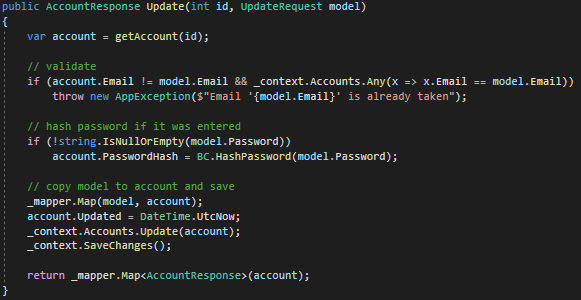 public AccountResponse Update(int id, UpdateRequest model)
{
    var account = getAccount(id);

    // validate
    if (account.Email != model.Email && _context.Accounts.Any(x => x.Email == model.Email))
        throw new AppException($"Email '{model.Email}' is already taken");

    // hash password if it was entered
    if (!string.IsNullOrEmpty(model.Password))
        account.PasswordHash = BC.HashPassword(model.Password);

    // copy model to account and save
    _mapper.Map(model, account);
    account.Updated = DateTime.UtcNow;
    _context.Accounts.Update(account);
    _context.SaveChanges();

    return _mapper.Map<AccountResponse>(account);
}